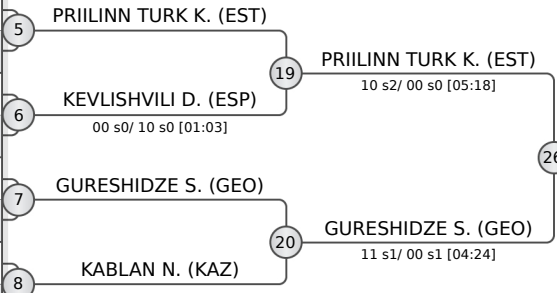 PRIILINN TURK K. (EST)
5
PRIILINN TURK K. (EST)
19
10 s2/ 00 s0 [05:18]
KEVLISHVILI D. (ESP)
6
00 s0/ 10 s0 [01:03]
26
GURESHIDZE S. (GEO)
7
GURESHIDZE S. (GEO)
20
11 s1/ 00 s1 [04:24]
KABLAN N. (KAZ)
8